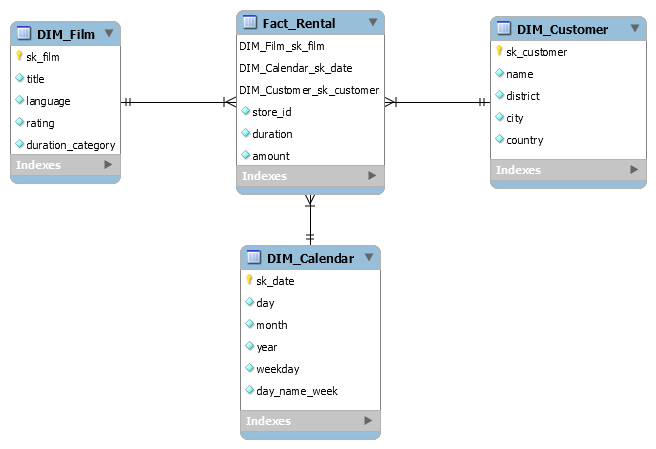 DIM_Film
sk_film
title
language
rating
duration_category
Indexes
Fact_Rental
DIM_Film_sk_film
DIM_Calendar_sk_date
DIM_Customer_sk_customer
store_id
duration
amount
Indexes
DIM_Customer
sk_customer
name
district
city
country
Indexes
DIM_Calendar
sk_date
day
month
year
weekday
day_name_week
Indexes